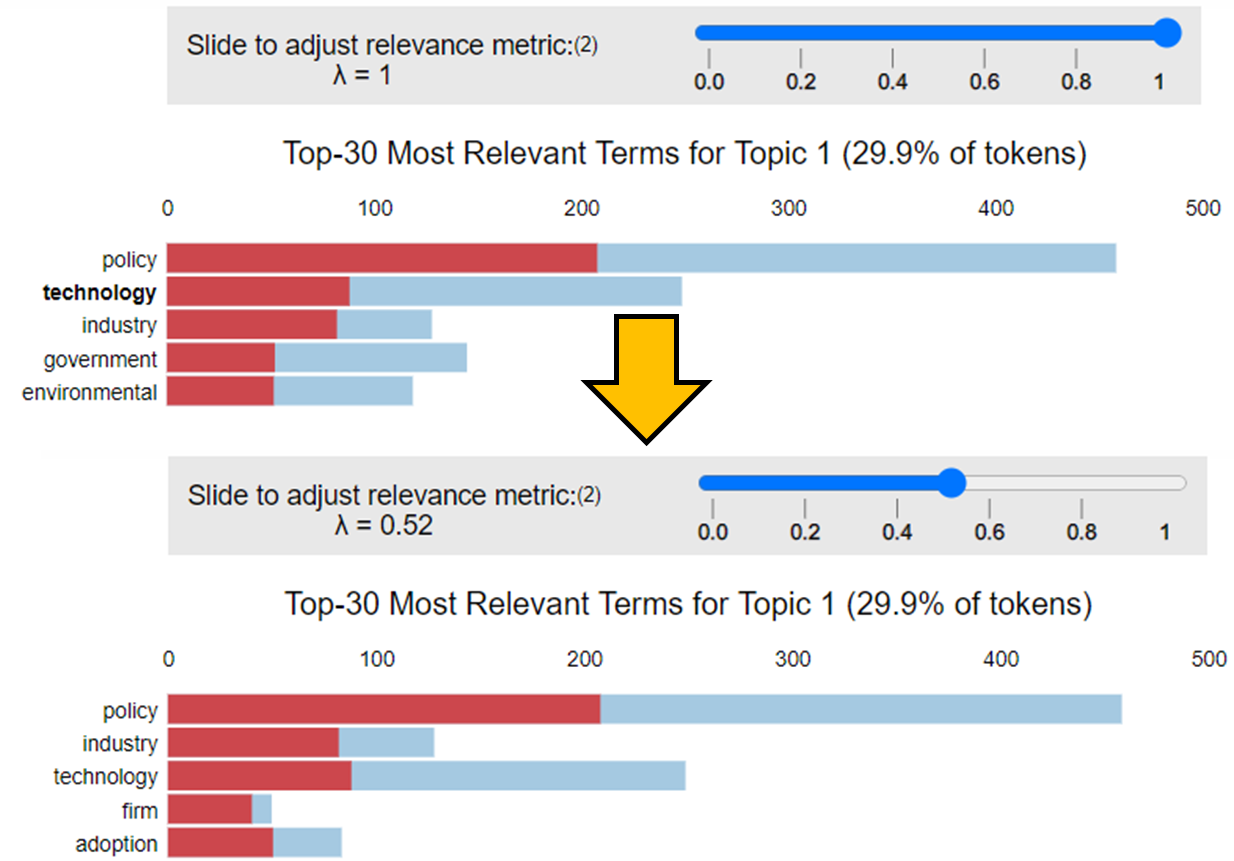 Slide to adjust relevance metric:(2)
λ = 1
0.0 0.2 0.4 0.6 0.8 1
Top-30 Most Relevant Terms for Topic 1 (29.9% of tokens)
0 100 200 300 400 500
policy
technology
industry
government
environmental
Slide to adjust relevance metric:(2)
λ = 0.52
0.0 0.2 0.4 0.6 0.8 1
Top-30 Most Relevant Terms for Topic 1 (29.9% of tokens)
0 100 200 300 400 500
policy
industry
technology
firm
adoption